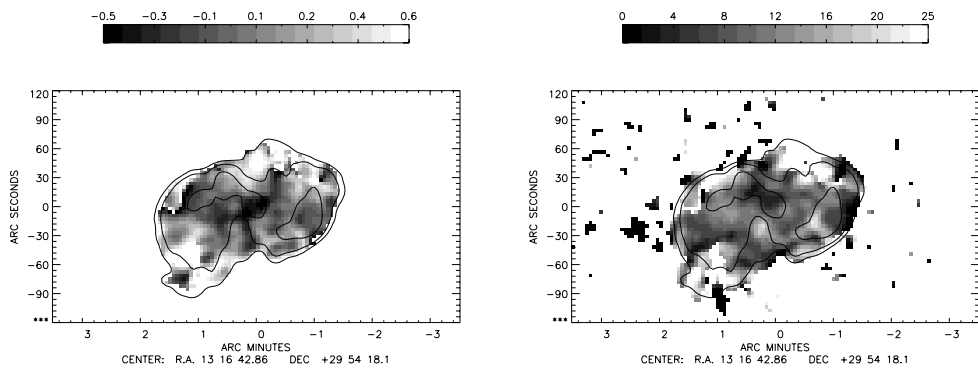 -0.5 -0.3 -0.1 0.1 0.2 0.4 0.6
0 4 8 12 16 20 25
120
90
60
30
0
-30
-60
-90
***
ARC SECONDS
3 2 1 0 -1 -2 -3
ARC MINUTES
CENTER: R.A. 13 16 42.86 DEC +29 54 18.1
120
90
60
30
0
-30
-60
-90
***
ARC SECONDS
3 2 1 0 -1 -2 -3
ARC MINUTES
CENTER: R.A. 13 16 42.86 DEC +29 54 18.1